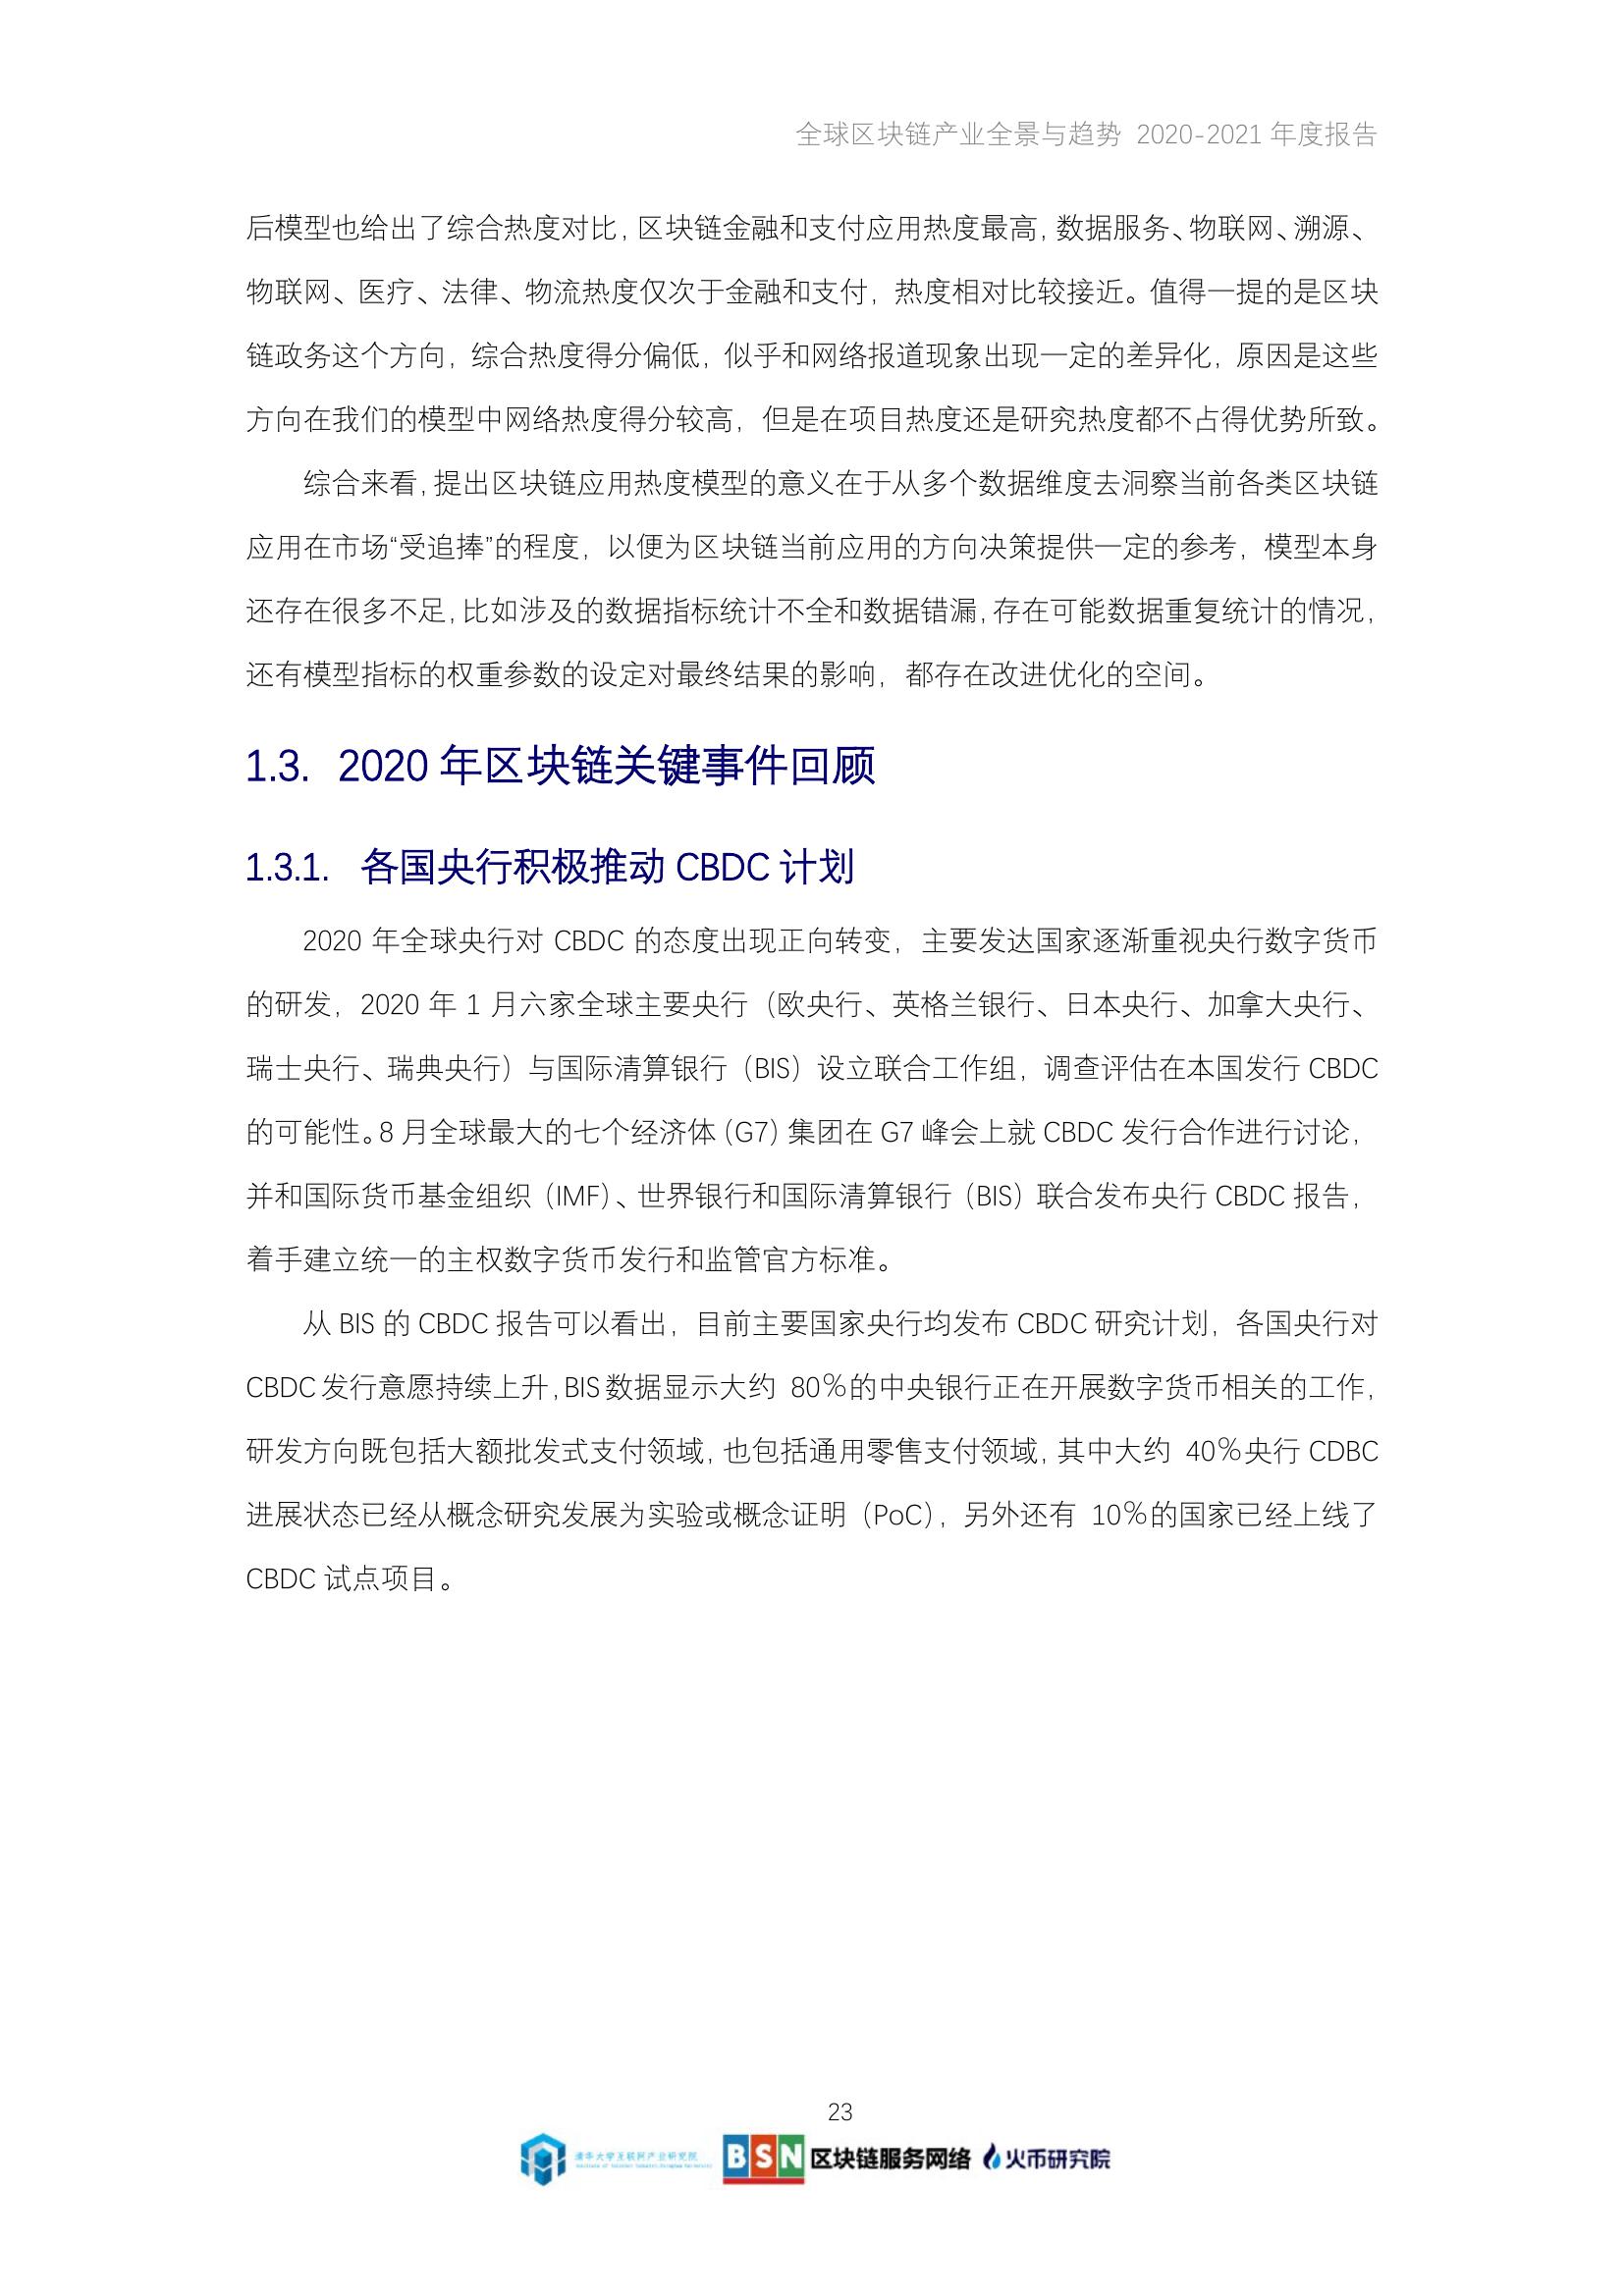 全球区块链产业全景与趋势 2020-2021 年度报告
后模型也给出了综合热度对比，区块链金融和支付应用热度最高，数据服务、物联网、溯源、
物联网、医疗、法律、物流热度仅次于金融和支付，热度相对比较接近。值得一提的是区块
链政务这个方向，综合热度得分偏低，似乎和网络报道现象出现一定的差异化，原因是这些
方向在我们的模型中网络热度得分较高，但是在项目热度还是研究热度都不占得优势所致。
综合来看，提出区块链应用热度模型的意义在于从多个数据维度去洞察当前各类区块链
应用在市场“受追捧”的程度，以便为区块链当前应用的方向决策提供一定的参考，模型本身
还存在很多不足，比如涉及的数据指标统计不全和数据错漏，存在可能数据重复统计的情况，
还有模型指标的权重参数的设定对最终结果的影响，都存在改进优化的空间。
1.3. 2020 年区块链关键事件回顾
1.3.1. 各国央行积极推动 CBDC 计划
2020 年全球央行对 CBDC 的态度出现正向转变，主要发达国家逐渐重视央行数字货币
的研发，2020 年 1 月六家全球主要央行（欧央行、英格兰银行、日本央行、加拿大央行、
瑞士央行、瑞典央行）与国际清算银行（BIS）设立联合工作组，调查评估在本国发行 CBDC
的可能性。8 月全球最大的七个经济体（G7）集团在 G7 峰会上就 CBDC 发行合作进行讨论，
并和国际货币基金组织（IMF）、世界银行和国际清算银行（BIS）联合发布央行 CBDC 报告，
着手建立统一的主权数字货币发行和监管官方标准。
从 BIS 的 CBDC 报告可以看出，目前主要国家央行均发布 CBDC 研究计划，各国央行对
CBDC 发行意愿持续上升，BIS 数据显示大约 80%的中央银行正在开展数字货币相关的工作，
研发方向既包括大额批发式支付领域，也包括通用零售支付领域，其中大约 40%央行 CDBC
进展状态已经从概念研究发展为实验或概念证明（PoC），另外还有 10%的国家已经上线了
CBDC 试点项目。
23
清华大学互联网产业研究院 BSN 区块链服务网络 火币研究院